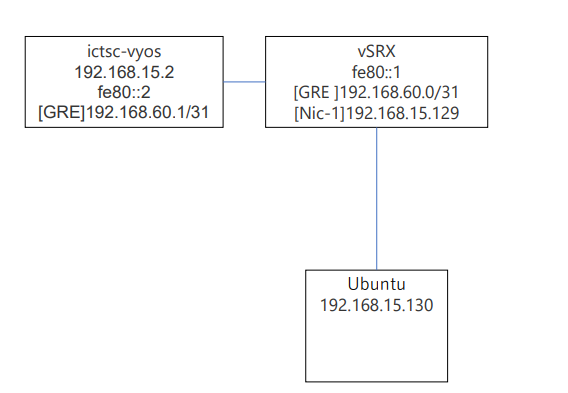 ictsc-vyos
192.168.15.2
fe80::2
[GRE]192.168.60.1/31
vSRX
fe80::1
[GRE ]192.168.60.0/31
[Nic-1]192.168.15.129
Ubuntu
192.168.15.130